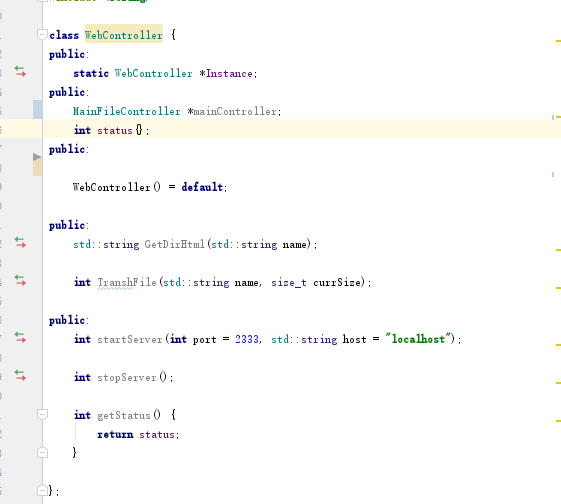 class WebController {
public:
static WebController *Instance;
public:
MainFileController *mainController;
int status{};
public:
WebController() = default;
public:
std::string GetDirHtml(std::string name);
int TranshFile(std::string name, size_t currSize);
public:
int startServer(int port = 2333, std::string host = "localhost");
int stopServer();
int getStatus() {
return status;
}
};